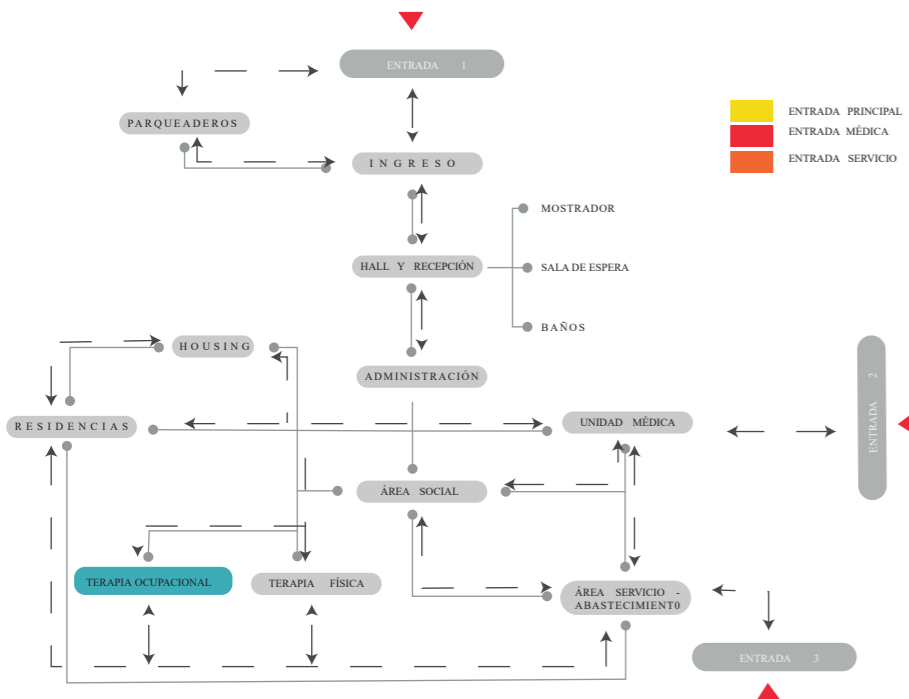 ENTRADA 1
PARQUEADEROS
ENTRADA PRINCIPAL
ENTRADA MÉDICA
ENTRADA SERVICIO
INGRESO
MOSTRADOR
HALL Y RECEPCIÓN
SALA DE ESPERA
BAÑOS
HOUSING
ADMINISTRACIÓN
ENTRADA 2
RESIDENCIAS
UNIDAD MÉDICA
ÁREA SOCIAL
TERAPIA OCUPACIONAL
TERAPIA FÍSICA
ÁREA SERVICIO -
ABASTECIMIENT0
ENTRADA 3